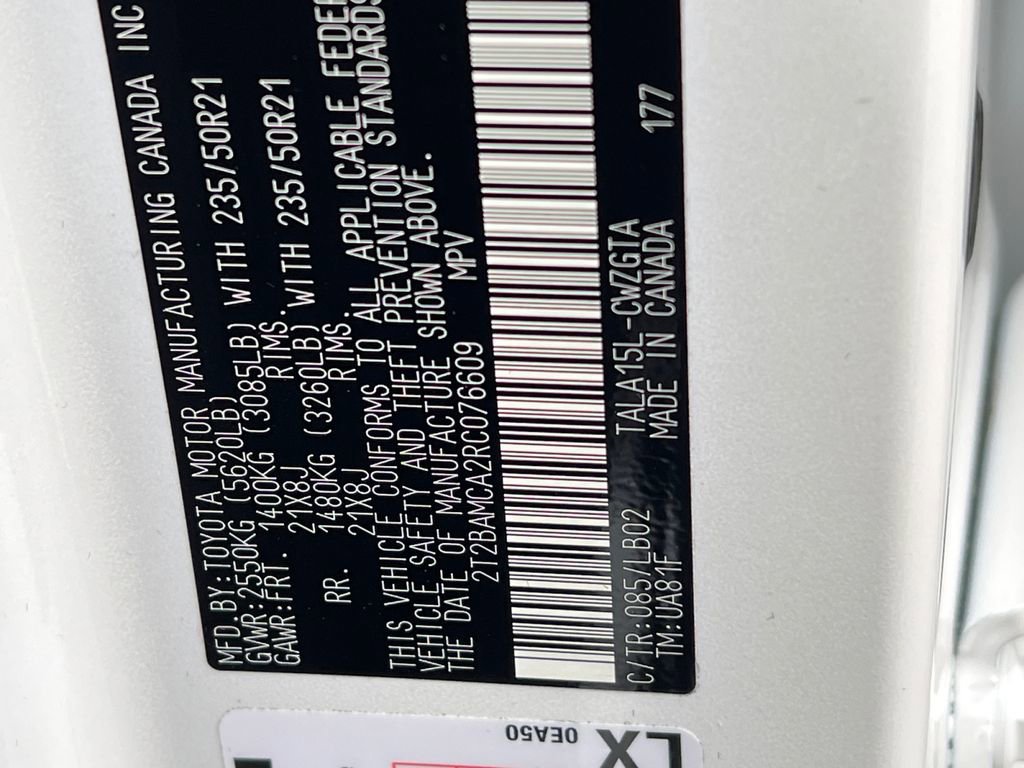 MFD.BY:TOYOTA MOTOR MANUFACTURING CANADA INC
GVWR:2550KG (5620LB)
GAWR:FRT. 1400KG (3085LB) WITH 235/50R21
21X8J RIMS.
RR. 1480KG (3260LB) WITH 235/50R21
21X8J RIMS.
THIS VEHICLE CONFORMS TO ALL APPLICABLE FEDER
VEHICLE SAFETY AND THEFT PREVENTION STANDARDS
THE DATE OF MANUFACTURE SHOWN ABOVE.
2T2BAMCA2RC076609 MPV
C/TR:085/LB02 TALA15L-CWZGTA 177
TM:UA81F MADE IN CANADA
0EA50
LX